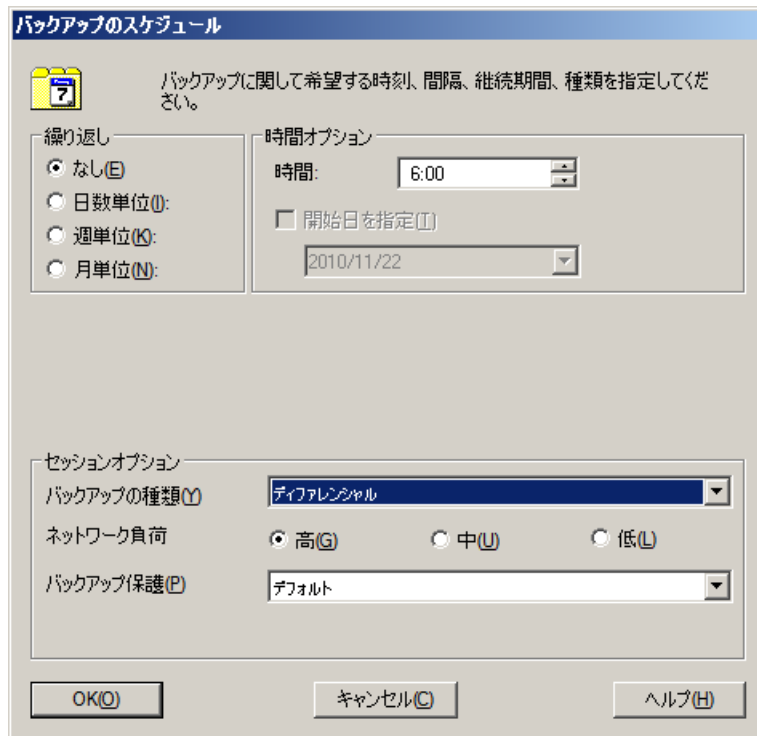 バックアップのスケジュール
バックアップに関して希望する時刻、間隔、継続期間、種類を指定してくだ
さい。
繰り返し
なし(E)
日数単位(I):
週単位(K):
月単位(N):
時間オプション
時間:
6:00
開始日を指定(T)
2010/11/22
セッションオプション
バックアップの種類(Y)
ディファレンシャル
ネットワーク負荷
高(G)
中(U)
低(L)
バックアップ保護(P)
デフォルト
OK(O)
キャンセル(C)
ヘルプ(H)
7